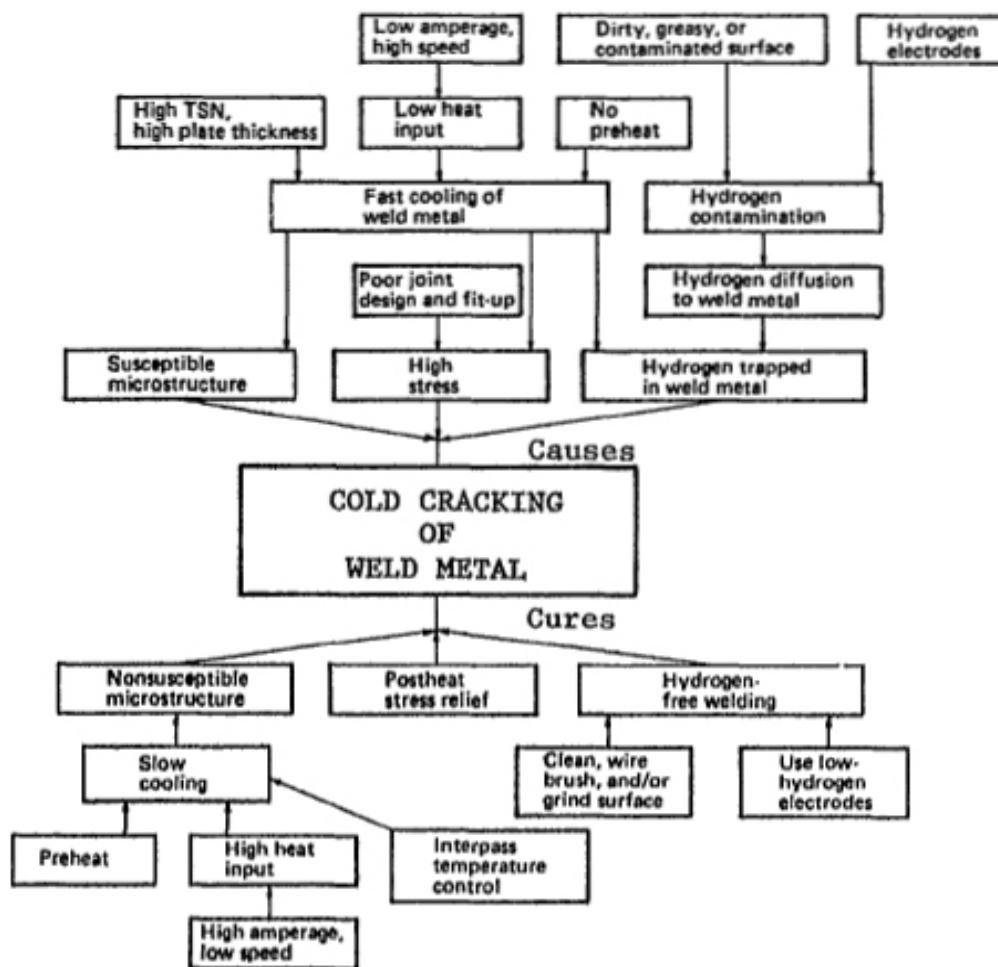 Low amperage,
high speed
Dirty, greasy, or
contaminated surface
Hydrogen
electrodes
High TSN,
high plate thickness
Low heat
input
No
preheat
Fast cooling of
weld metal
Hydrogen
contamination
Poor joint
design and fit-up
Hydrogen diffusion
to weld metal
Susceptible
microstructure
High
stress
Hydrogen trapped
in weld metal
Causes
COLD CRACKING
OF
WELD METAL
Cures
Nonsusceptible
microstructure
Postheat
stress relief
Hydrogen-
free welding
Slow
cooling
Clean, wire
brush, and/or
grind surface
Use low-
hydrogen
electrodes
Preheat
High heat
input
Interpass
temperature
control
High amperage,
low speed